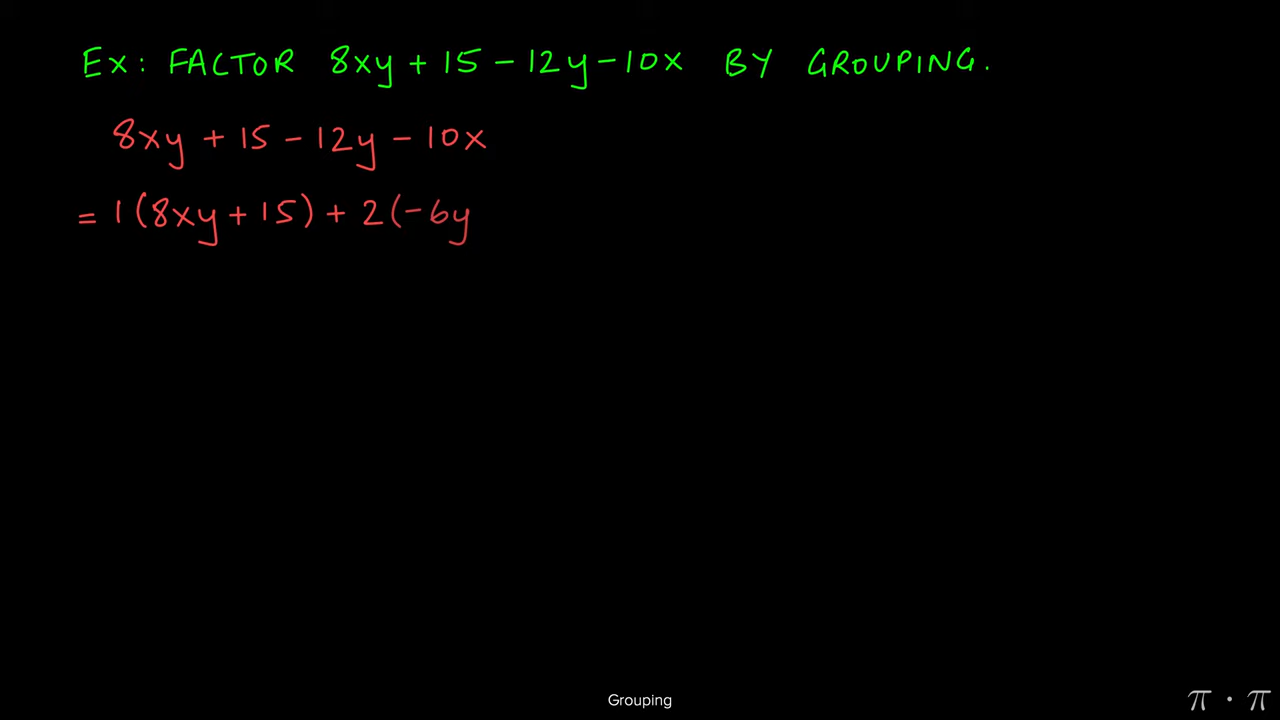 Ex: FACTOR 8xy + 15 - 12y - 10x BY GROUPING.
8xy + 15 - 12y - 10x
= 1(8xy + 15) + 2(-6y
Grouping
π · π